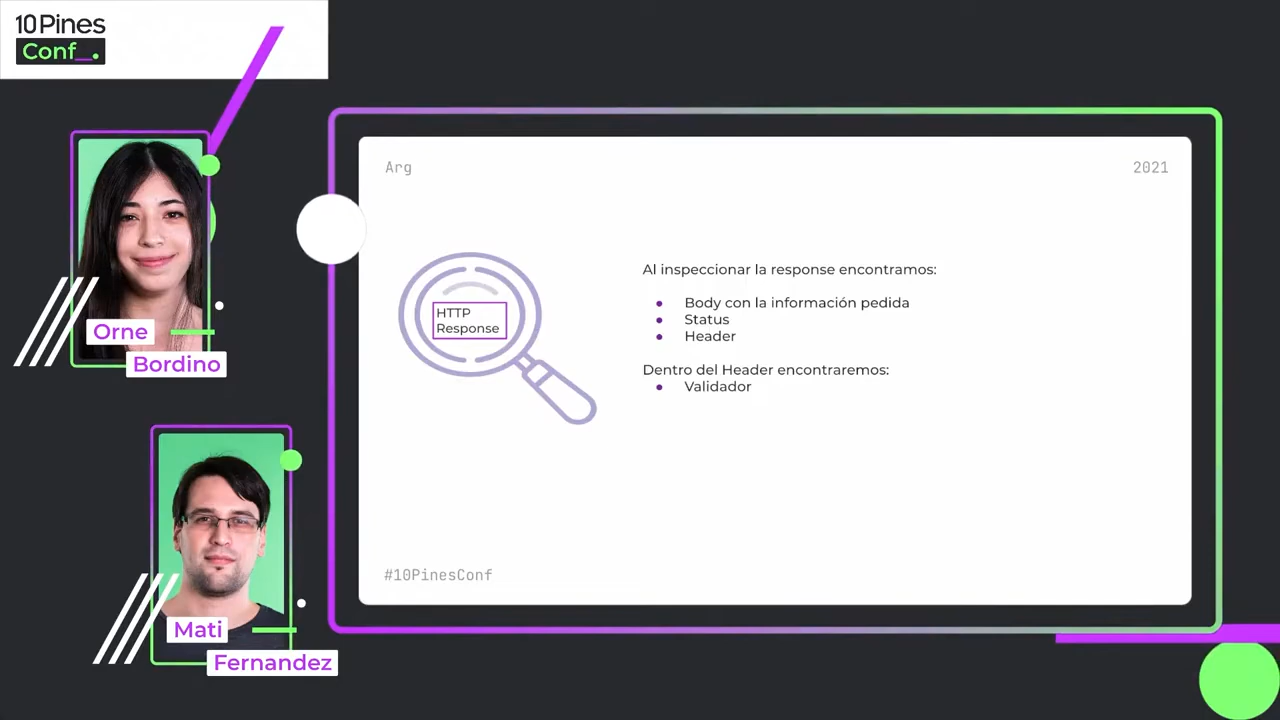 10Pines
Conf_.
Orne
Bordino
Mati
Fernandez
Arg
2021
HTTP
Response
Al inspeccionar la response encontramos:
● Body con la información pedida
● Status
● Header
Dentro del Header encontraremos:
● Validador
#10PinesConf